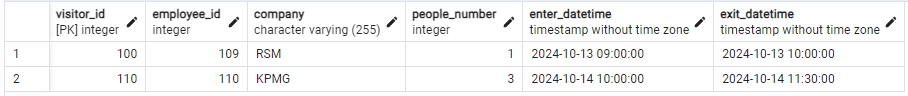 visitor_id employee_id company people_number enter_datetime exit_datetime
[PK] integer integer character varying (255) integer timestamp without time zone timestamp without time zone
1 100 109 RSM 1 2024-10-13 09:00:00 2024-10-13 10:00:00
2 110 110 KPMG 3 2024-10-14 10:00:00 2024-10-14 11:30:00